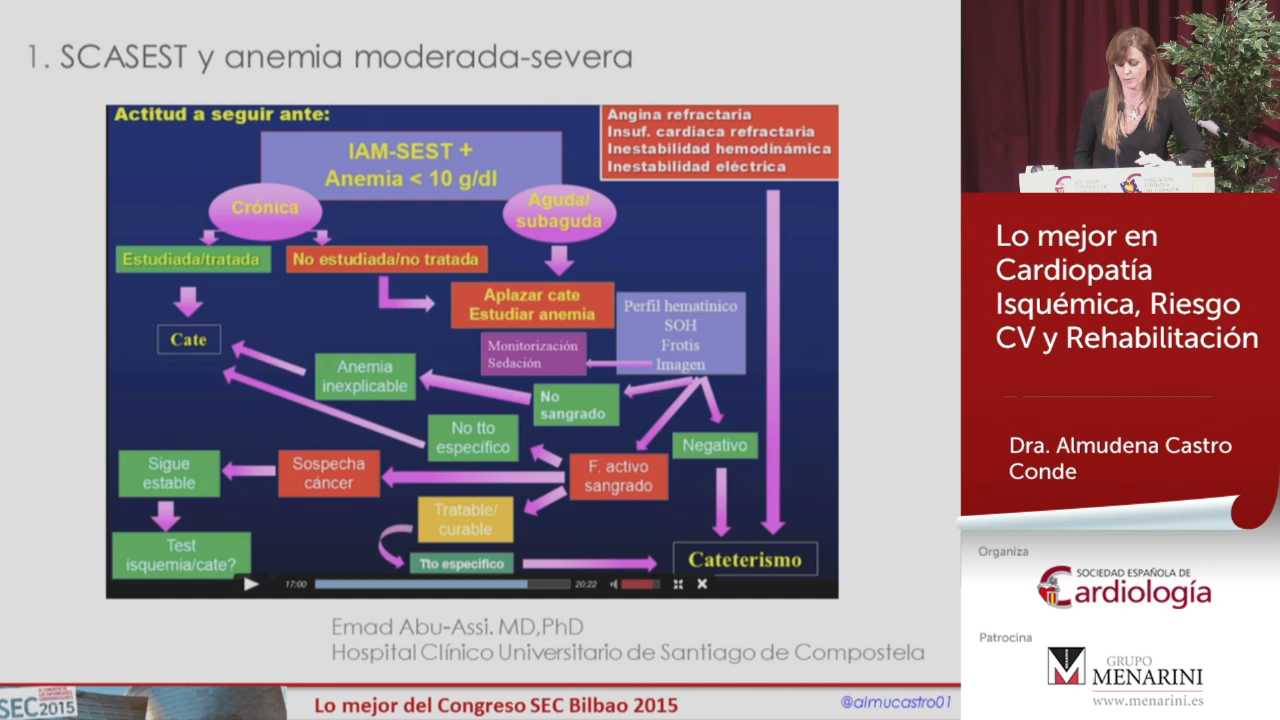 1. SCASEST y anemia moderada-severa
Actitud a seguir ante:
IAM-SEST +
Anemia < 10 g/dl
Angina refractaria
Insuf. cardiaca refractaria
Inestabilidad hemodinámica
Inestabilidad eléctrica
Crónica
Aguda/
subaguda
Estudiada/tratada
No estudiada/no tratada
Aplazar cate
Estudiar anemia
Perfil hematínico
SOH
Frotis
Imagen
Cate
Monitorización
Sedación
Anemia
inexplicable
No
sangrado
No tto
específico
Negativo
Sigue
estable
Sospecha
cáncer
F. activo
sangrado
Tratable/
curable
Test
isquemia/cate?
Tto especifico
Cateterismo
17:00
20:22
Emad Abu-Assi. MD,PhD
Hospital Clínico Universitario de Santiago de Compostela
SEC2015
Lo mejor del Congreso SEC Bilbao 2015
@almucastro01
Lo mejor en
Cardiopatía
Isquémica, Riesgo
CV y Rehabilitación
Dra. Almudena Castro
Conde
Organiza
SOCIEDAD ESPAÑOLA DE
Cardiología
Patrocina
GRUPO
MENARINI
www.menarini.es